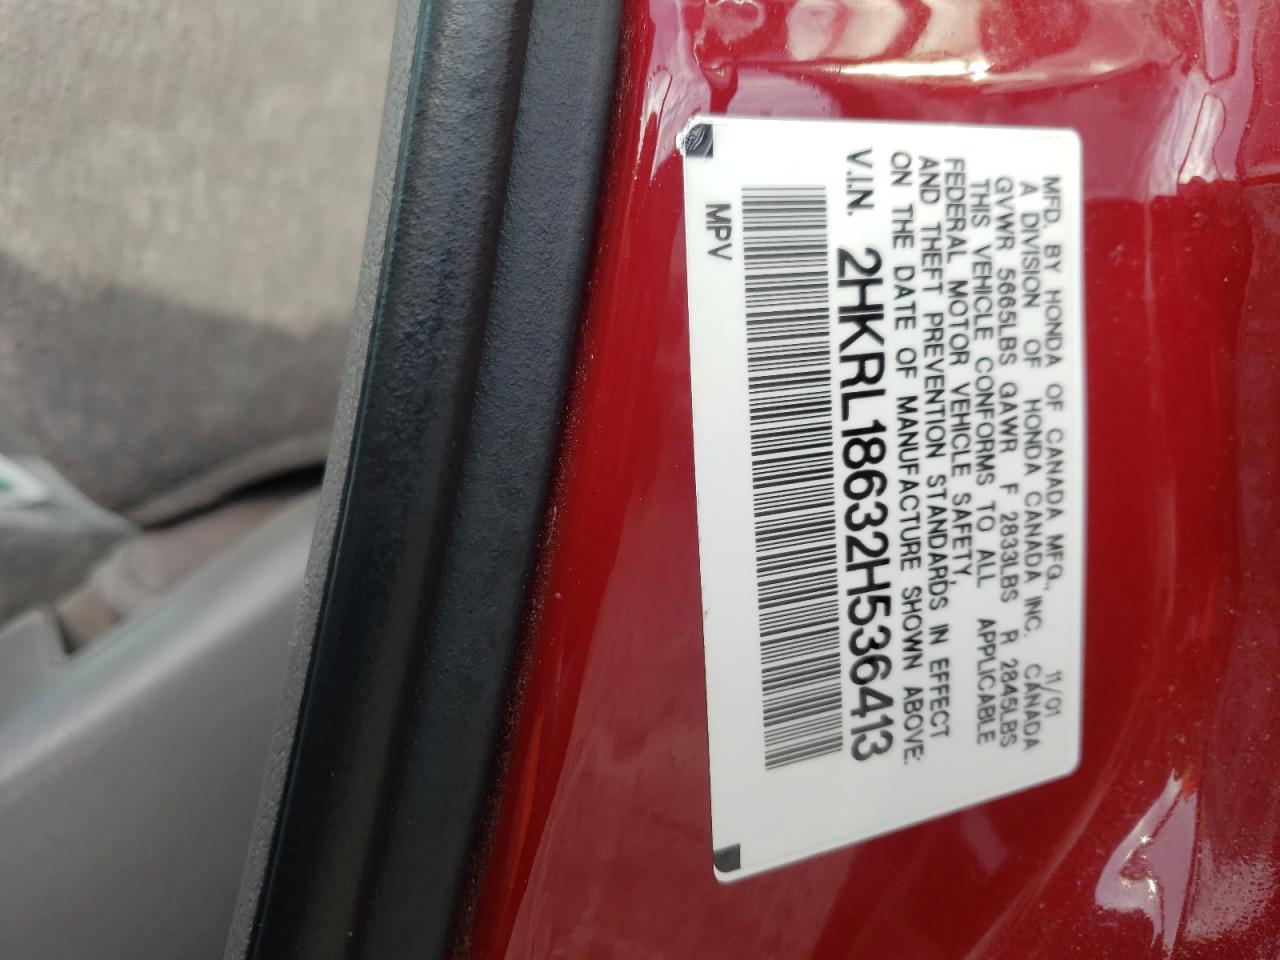 MFD. BY HONDA OF CANADA MFG., 11/01
A DIVISION OF HONDA CANADA INC. CANADA
GVWR 5665LBS GAWR F 2833LBS R 2845LBS
THIS VEHICLE CONFORMS TO ALL APPLICABLE
FEDERAL MOTOR VEHICLE SAFETY,
AND THEFT PREVENTION STANDARDS IN EFFECT
ON THE DATE OF MANUFACTURE SHOWN ABOVE.
V.I.N. 2HKRL18632H536413
MPV